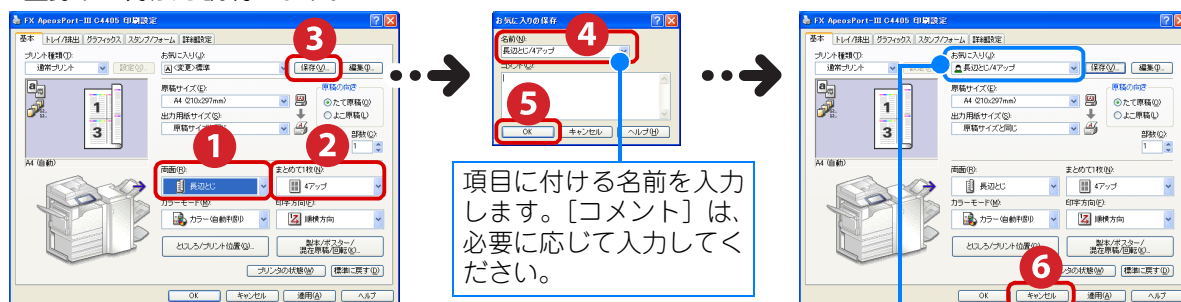 FX ApeosPort-III C4405 印刷設定
基本 トレイ/排出 グラフィックス スタンプ/フォーム 詳細設定
プリント種類(T):
お気に入り(J):
通常プリント
<変更>標準
保存(V)...
編集(I)...
3
原稿サイズ(E):
原稿の向き
A4 (210x297mm)
たて原稿(Q)
よこ原稿(L)
出力用紙サイズ(S):
部数(C):
1
1
3
A4 (自動)
1
2
両面(R):
まとめて1枚(N):
長辺とじ
4アップ
カラーモード(M):
印字方向(F):
カラー(自動判別)
順横方向
とじしろ/プリント位置(G)...
製本/ポスター/
混在原稿/回転(K)...
プリンタの状態(W)
標準に戻す(D)
OK キャンセル 適用(A) ヘルプ
お気に入りの保存
名前(N):
長辺とじ/4アップ
4
コメント(C):
5
OK キャンセル ヘルプ(H)
項目に付ける名前を入力
します。[コメント]は、
必要に応じて入力してく
ださい。
FX ApeosPort-III C4405 印刷設定
基本 トレイ/排出 グラフィックス スタンプ/フォーム 詳細設定
プリント種類(T):
お気に入り(J):
通常プリント
長辺とじ/4アップ
保存(V)...
編集(I)...
原稿サイズ(E):
原稿の向き
A4 (210x297mm)
たて原稿(Q)
よこ原稿(L)
出力用紙サイズ(S):
原稿サイズと同じ
部数(C):
1
1
3
A4 (自動)
両面(R):
まとめて1枚(N):
長辺とじ
4アップ
カラーモード(M):
印字方向(F):
カラー(自動判別)
順横方向
とじしろ/プリント位置(G)...
製本/ポスター/
混在原稿/回転(K)...
6
標準に戻す(D)
OK キャンセル 適用(A) ヘルプ